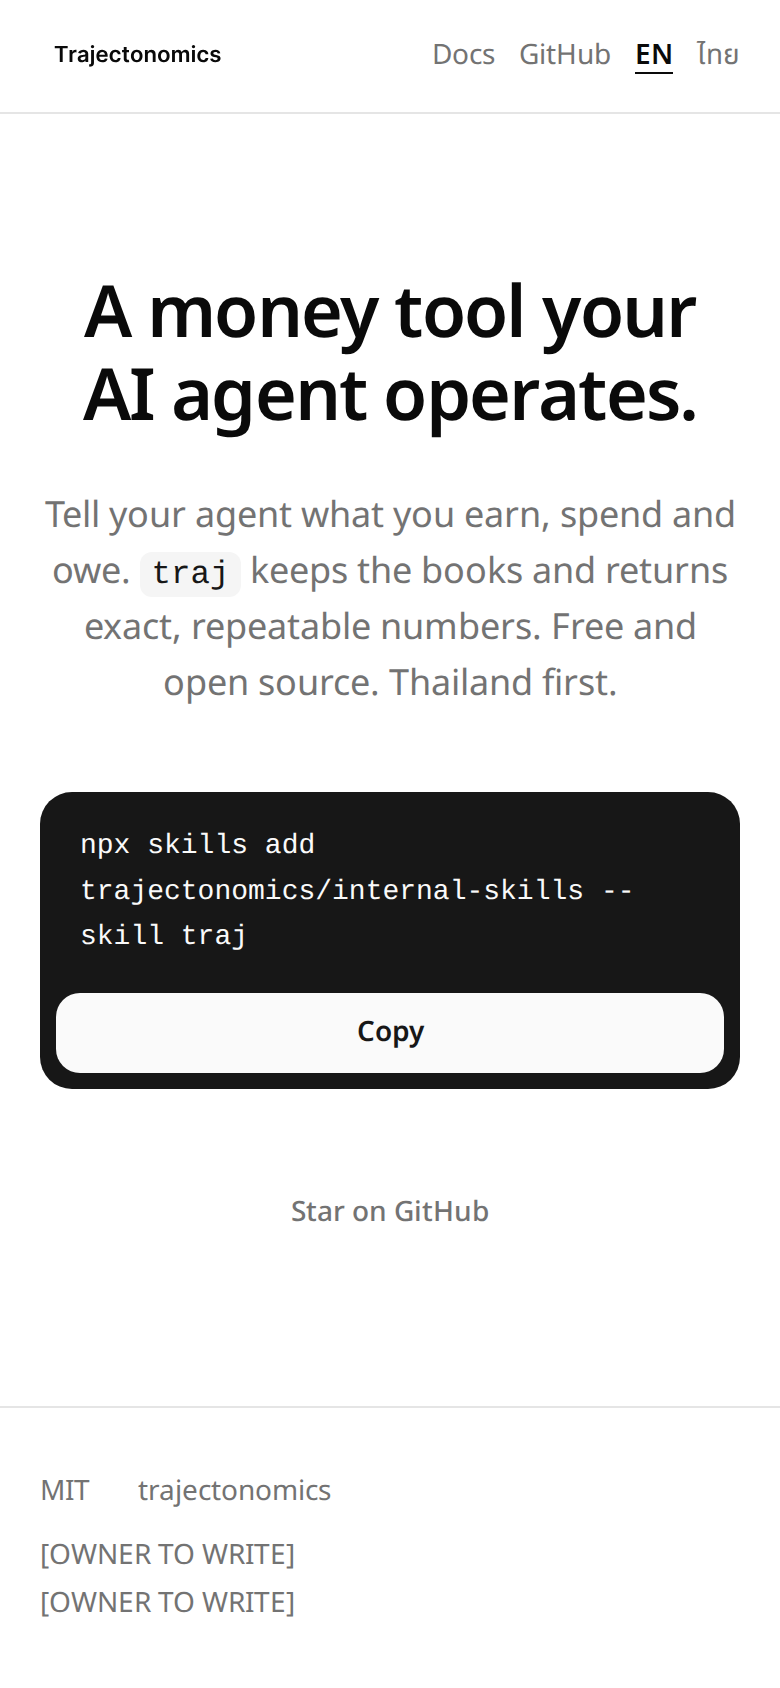 Trajectonomics
Docs GitHub EN ไทย
A money tool your
AI agent operates.
Tell your agent what you earn, spend and
owe. traj keeps the books and returns
exact, repeatable numbers. Free and
open source. Thailand first.
npx skills add
trajectonomics/internal-skills --
skill traj
Copy
Star on GitHub
MIT trajectonomics
[OWNER TO WRITE]
[OWNER TO WRITE]